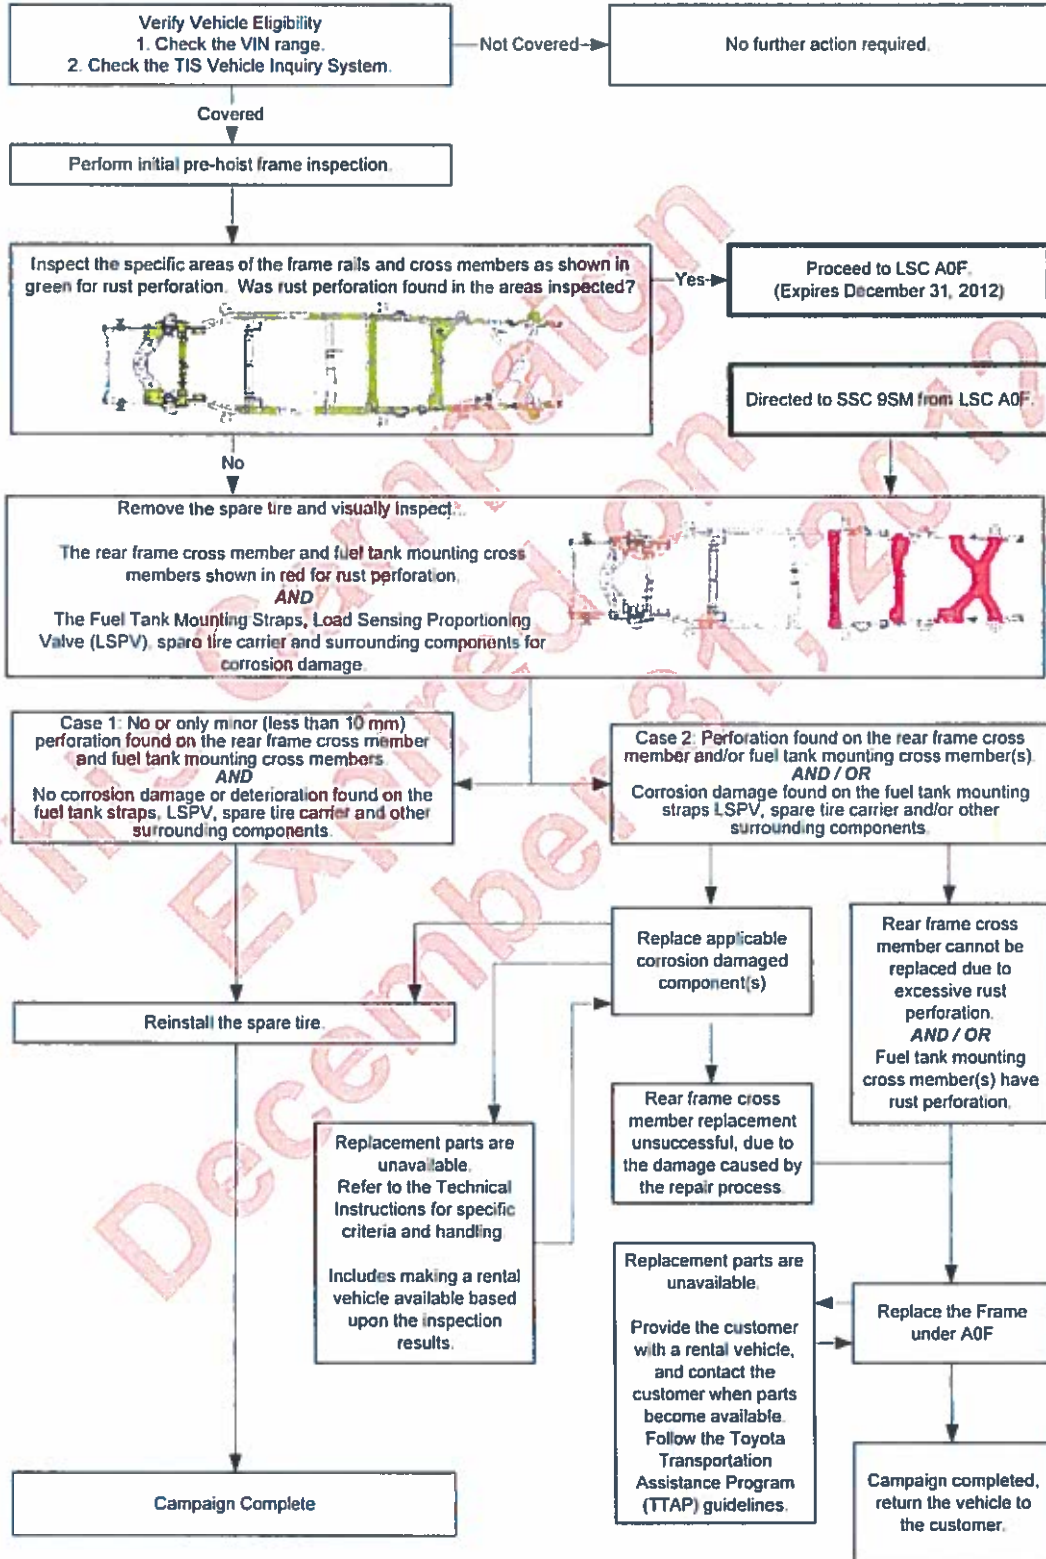 Verify Vehicle Eligibility
1. Check the VIN range.
2. Check the TIS Vehicle Inquiry System.
Not Covered
No further action required.
Covered
Perform initial pre-hoist frame inspection.
Inspect the specific areas of the frame rails and cross members as shown in
green for rust perforation. Was rust perforation found in the areas inspected?
Yes
Proceed to LSC A0F.
(Expires December 31, 2012)
Directed to SSC 9SM from LSC A0F.
No
Remove the spare tire and visually Inspect...
The rear frame cross member and fuel tank mounting cross
members shown in red for rust perforation.
AND
The Fuel Tank Mounting Straps, Load Sensing Proportioning
Valve (LSPV), spare tire carrier and surrounding components for
corrosion damage.
Case 1: No or only minor (less than 10 mm)
perforation found on the rear frame cross member
and fuel tank mounting cross members
AND
No corrosion damage or deterioration found on the
fuel tank straps, LSPV, spare tire carrier and other
surrounding components.
Case 2: Perforation found on the rear frame cross
member and/or fuel tank mounting cross member(s)
AND / OR
Corrosion damage found on the fuel tank mounting
straps LSPV, spare tire carrier and/or other
surrounding components.
Replace applicable
corrosion damaged
component(s)
Rear frame cross
member cannot be
replaced due to
excessive rust
perforation.
AND / OR
Fuel tank mounting
cross member(s) have
rust perforation.
Reinstall the spare tire.
Rear frame cross
member replacement
unsuccessful, due to
the damage caused by
the repair process.
Replacement parts are
unavailable.
Refer to the Technical
Instructions for specific
criteria and handling
Includes making a rental
vehicle available based
upon the inspection
results.
Replacement parts are
unavailable.
Provide the customer
with a rental vehicle,
and contact the
customer when parts
become available.
Follow the Toyota
Transportation
Assistance Program
(TTAP) guidelines.
Replace the Frame
under A0F
Campaign Complete
Campaign completed,
return the vehicle to
the customer.
This Campaign
Expired on
December 31, 2012